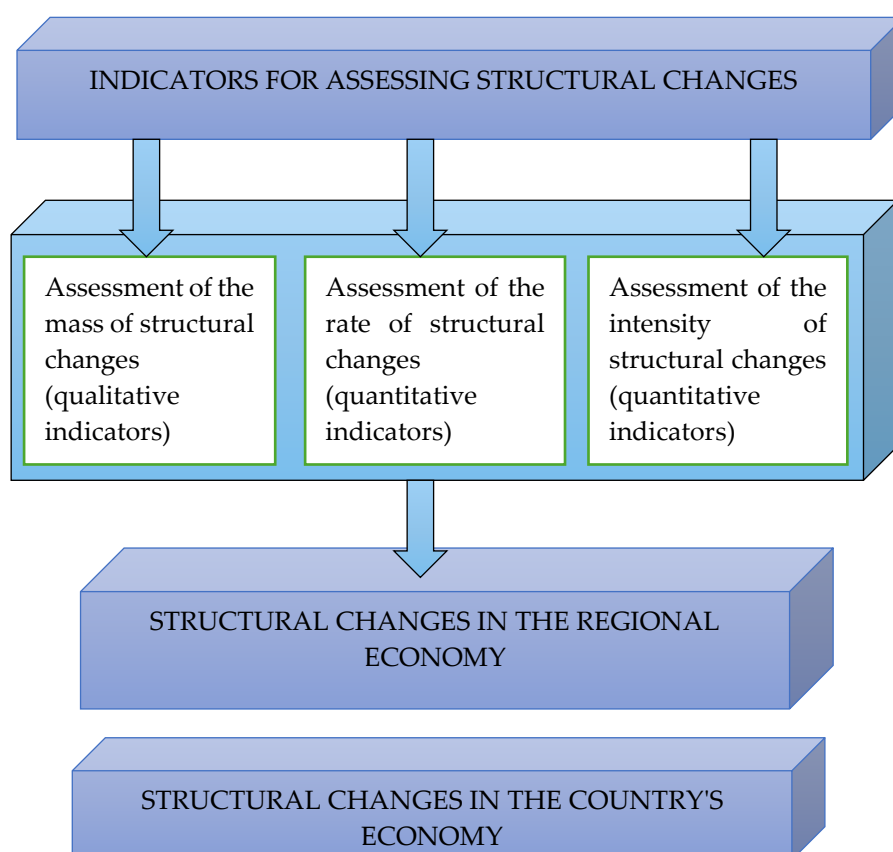 INDICATORS FOR ASSESSING STRUCTURAL CHANGES
Assessment of the
mass of structural
changes
(qualitative
indicators)
Assessment of the
rate of structural
changes
(quantitative
indicators)
Assessment of the
intensity of
structural changes
(quantitative
indicators)
STRUCTURAL CHANGES IN THE REGIONAL
ECONOMY
STRUCTURAL CHANGES IN THE COUNTRY'S
ECONOMY